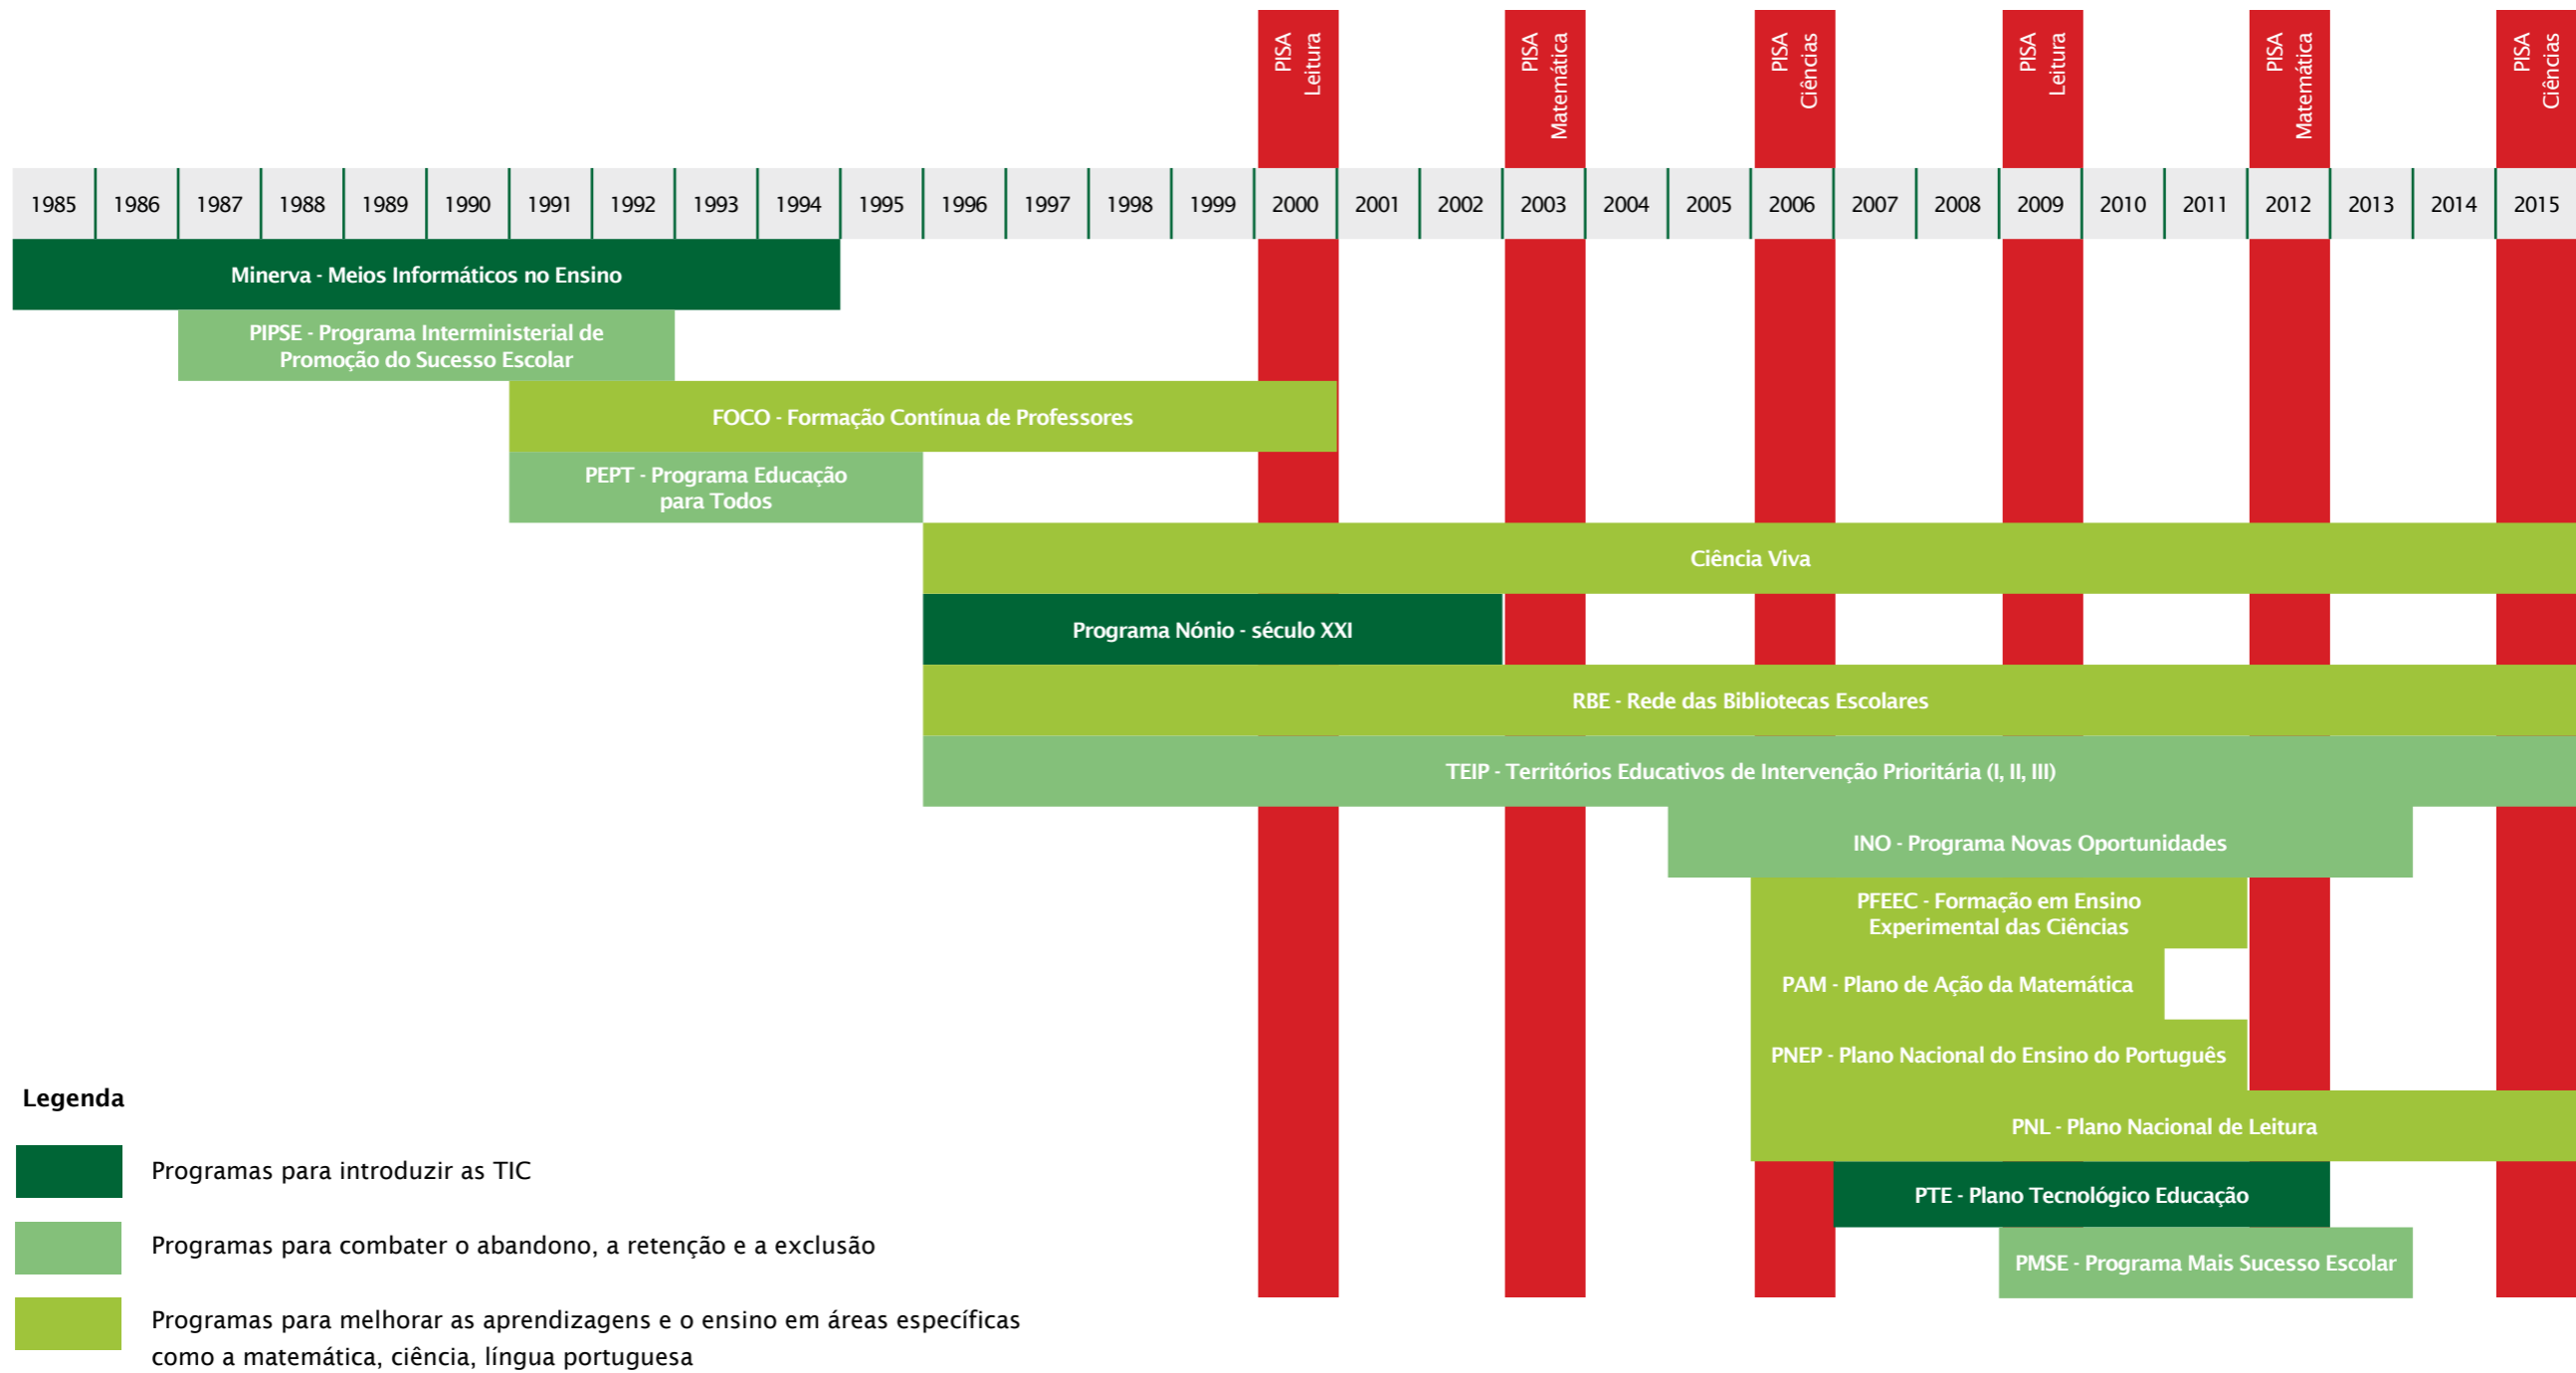 PISA
Leitura
PISA
Matemática
PISA
Ciências
PISA
Leitura
PISA
Matemática
PISA
Ciências
1985 1986 1987 1988 1989 1990 1991 1992 1993 1994 1995 1996 1997 1998 1999 2000 2001 2002 2003 2004 2005 2006 2007 2008 2009 2010 2011 2012 2013 2014 2015
Minerva - Meios Informáticos no Ensino
PIPSE - Programa Interministerial de
Promoção do Sucesso Escolar
FOCO - Formação Contínua de Professores
PEPT - Programa Educação
para Todos
Ciência Viva
Programa Nónio - século XXI
RBE - Rede das Bibliotecas Escolares
TEIP - Territórios Educativos de Intervenção Prioritária (I, II, III)
INO - Programa Novas Oportunidades
PFEEC - Formação em Ensino
Experimental das Ciências
PAM - Plano de Ação da Matemática
PNEP - Plano Nacional do Ensino do Português
PNL - Plano Nacional de Leitura
PTE - Plano Tecnológico Educação
PMSE - Programa Mais Sucesso Escolar
Legenda
Programas para introduzir as TIC
Programas para combater o abandono, a retenção e a exclusão
Programas para melhorar as aprendizagens e o ensino em áreas específicas
como a matemática, ciência, língua portuguesa